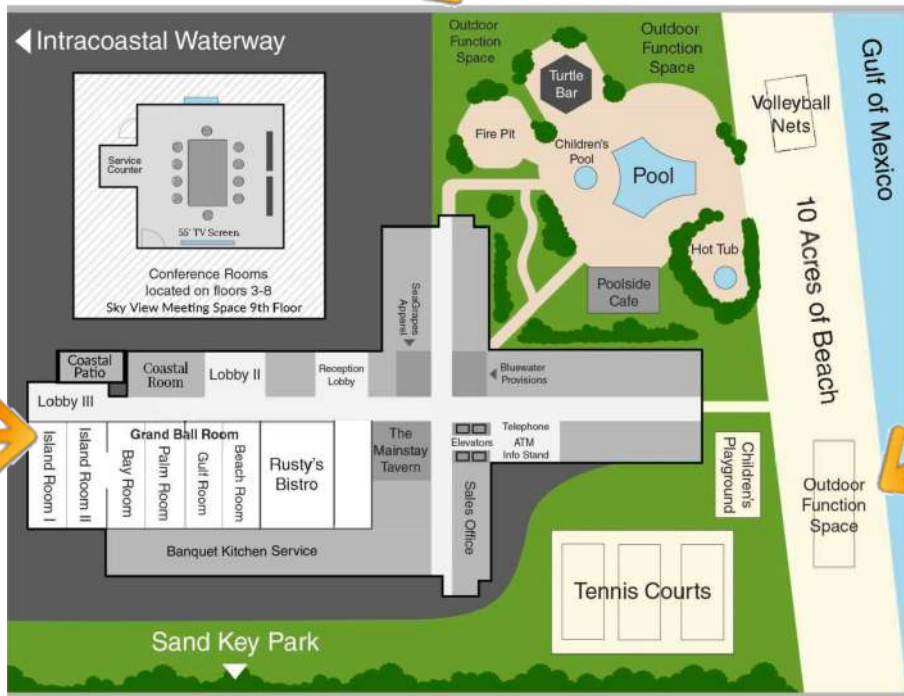 Intracoastal Waterway
Outdoor
Function
Space
Outdoor
Function
Space
Gulf of Mexico
Turtle
Bar
Volleyball
Nets
Fire Pit
Children's
Pool
Pool
Service
Counter
55' TV Screen
Conference Rooms
located on floors 3-8
Sky View Meeting Space 9th Floor
10 Acres of Beach
Hot Tub
Poolside
Cafe
SeaGrapes
Apparel
Coastal
Patio
Coastal
Room
Lobby II
Reception
Lobby
Bluewater
Provisions
Lobby III
Grand Ball Room
Island Room I
Island Room II
Bay Room
Palm Room
Gulf Room
Beach Room
Rusty's
Bistro
The
Mainstay
Tavern
Elevators
Telephone
ATM
Info Stand
Sales Office
Children's
Playground
Outdoor
Function
Space
Banquet Kitchen Service
Tennis Courts
Sand Key Park